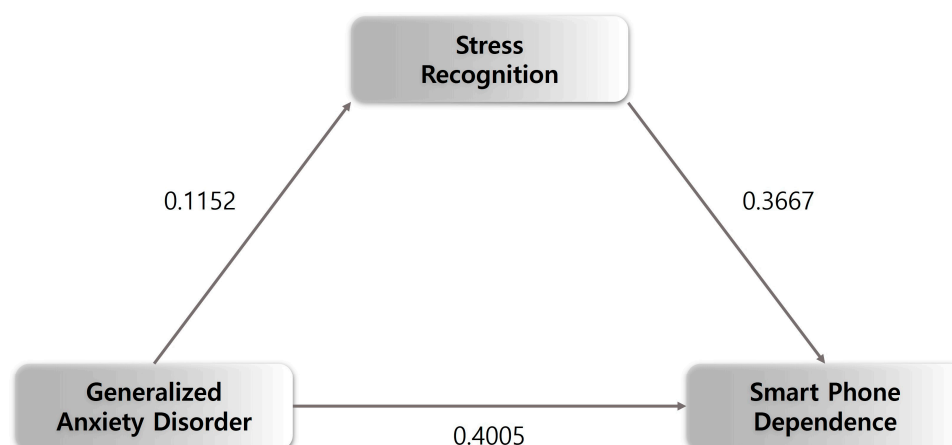 Stress
Recognition
0.1152
0.3667
Generalized
Anxiety Disorder
Smart Phone
Dependence
0.4005